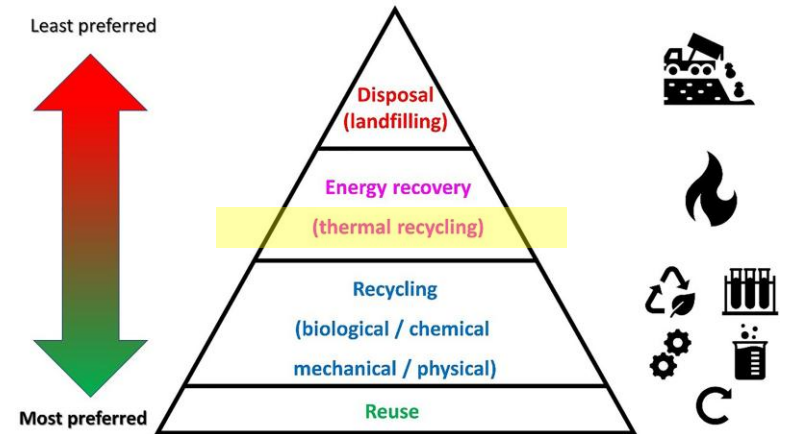 Least preferred
Disposal
(landfilling)
Energy recovery
(thermal recycling)
Recycling
(biological / chemical
mechanical / physical)
Reuse
Most preferred